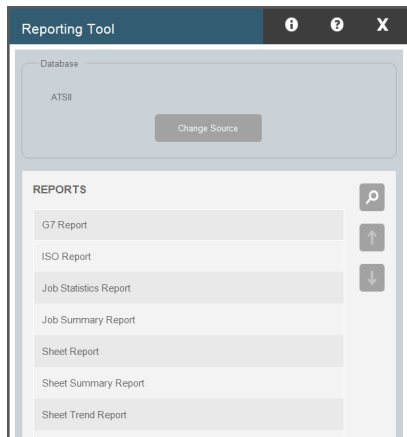 Reporting Tool
Database
ATSII
Change Source
REPORTS
G7 Report
ISO Report
Job Statistics Report
Job Summary Report
Sheet Report
Sheet Summary Report
Sheet Trend Report